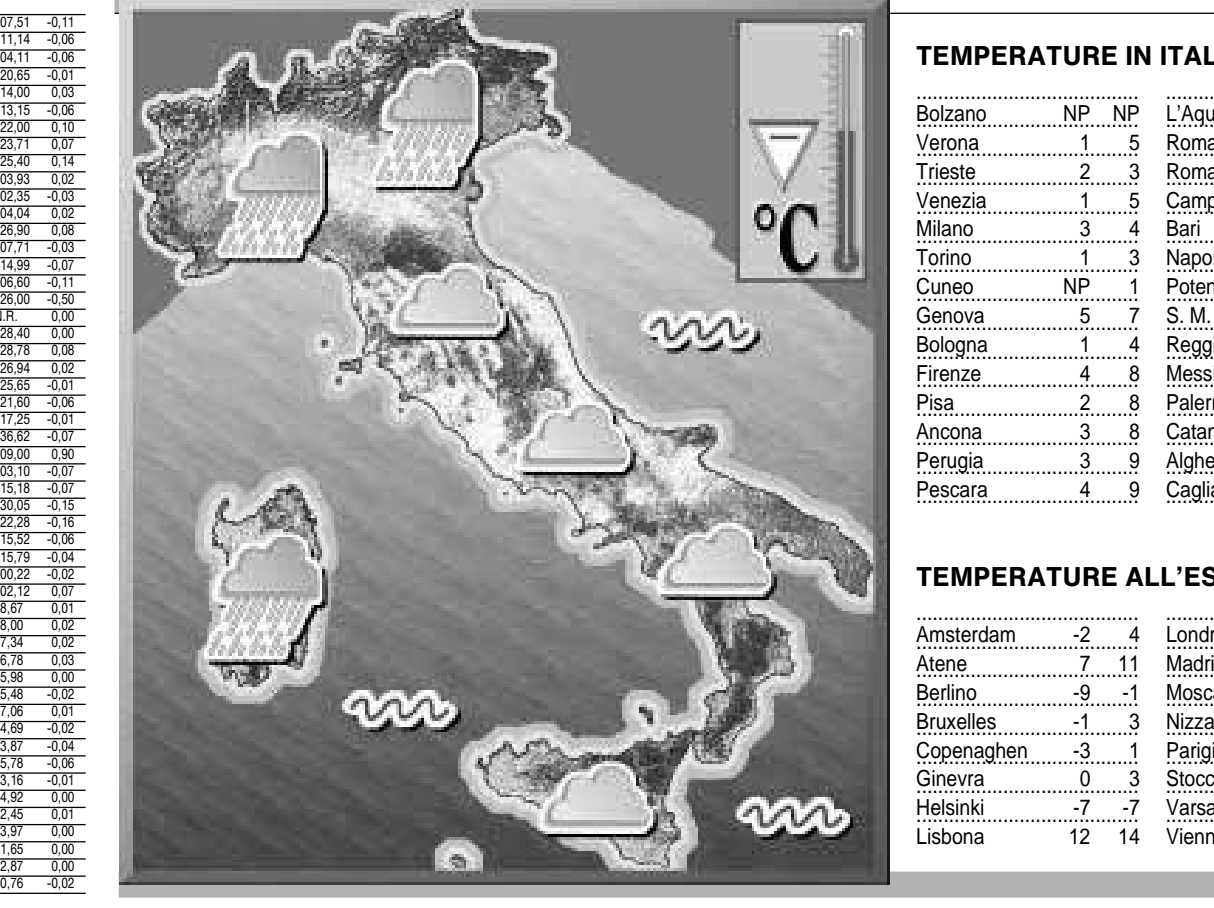 07,51 -0,11
11,14 -0,06
04,11 -0,06
20,65 -0,01
14,00 0,03
13,15 -0,06
22,00 0,10
23,71 0,07
25,40 0,14
03,93 0,02
02,35 -0,03
04,04 0,02
26,90 0,08
07,71 -0,03
14,99 -0,07
06,60 -0,11
26,00 -0,50
.R. 0,00
28,40 0,00
28,78 0,08
26,94 0,02
25,65 -0,01
21,60 -0,06
17,25 -0,01
36,62 -0,07
09,00 0,90
03,10 -0,07
15,18 -0,07
30,05 -0,15
22,28 -0,16
15,52 -0,06
15,79 -0,04
00,22 -0,02
02,12 0,07
8,67 0,01
8,00 0,02
7,34 0,02
6,78 0,03
5,98 0,00
5,48 -0,02
7,06 0,01
4,69 -0,02
3,87 -0,04
5,78 -0,06
3,16 -0,01
4,92 0,00
2,45 0,01
3,97 0,00
1,65 0,00
2,87 0,00
0,76 -0,02
°C
TEMPERATURE IN ITAL
Bolzano NP NP L'Aqu
Verona 1 5 Roma
Trieste 2 3 Roma
Venezia 1 5 Camp
Milano 3 4 Bari
Torino 1 3 Napol
Cuneo NP 1 Poten
Genova 5 7 S. M.
Bologna 1 4 Reggi
Firenze 4 8 Messi
Pisa 2 8 Palerm
Ancona 3 8 Catan
Perugia 3 9 Alghe
Pescara 4 9 Caglia
TEMPERATURE ALL'ES
Amsterdam -2 4 Londr
Atene 7 11 Madri
Berlino -9 -1 Mosca
Bruxelles -1 3 Nizza
Copenaghen -3 1 Parigi
Ginevra 0 3 Stocc
Helsinki -7 -7 Varsa
Lisbona 12 14 Vienn